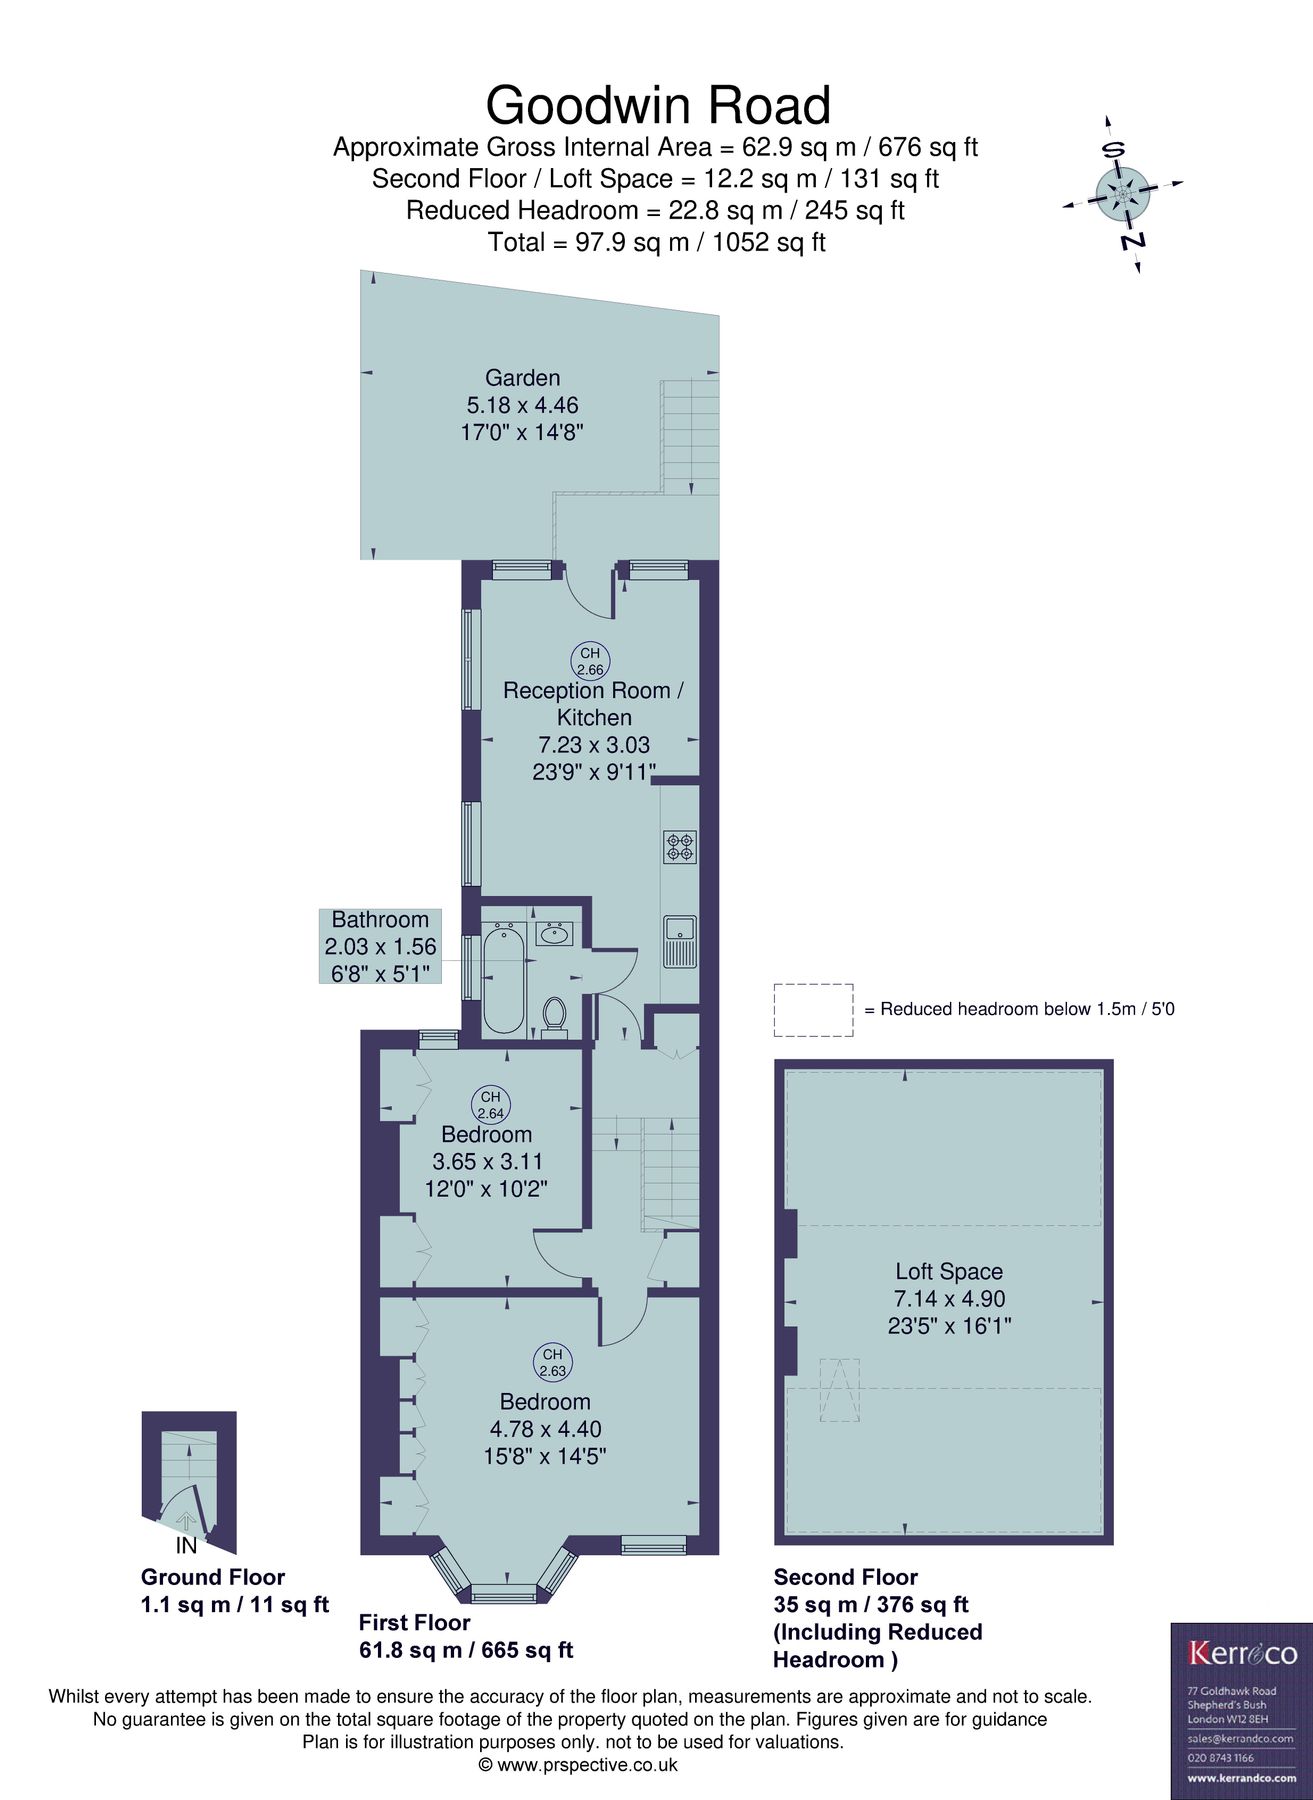 Goodwin Road
Approximate Gross Internal Area = 62.9 sq m / 676 sq ft
Second Floor / Loft Space = 12.2 sq m / 131 sq ft
Reduced Headroom = 22.8 sq m / 245 sq ft
Total = 97.9 sq m / 1052 sq ft
S
N
Garden
5.18 x 4.46
17'0" x 14'8"
CH
2.66
Reception Room /
Kitchen
7.23 x 3.03
23'9" x 9'11"
Bathroom
2.03 x 1.56
6'8" x 5'1"
= Reduced headroom below 1.5m / 5'0
CH
2.64
Bedroom
3.65 x 3.11
12'0" x 10'2"
Loft Space
7.14 x 4.90
23'5" x 16'1"
CH
2.63
Bedroom
4.78 x 4.40
15'8" x 14'5"
IN
Ground Floor
1.1 sq m / 11 sq ft
First Floor
61.8 sq m / 665 sq ft
Second Floor
35 sq m / 376 sq ft
(Including Reduced
Headroom )
Whilst every attempt has been made to ensure the accuracy of the floor plan, measurements are approximate and not to scale.
No guarantee is given on the total square footage of the property quoted on the plan. Figures given are for guidance
Plan is for illustration purposes only. not to be used for valuations.
© www.prspective.co.uk
Kerr&co
77 Goldhawk Road
Shepherd's Bush
London W12 8EH
sales@kerrandco.com
020 8743 1166
www.kerrandco.com